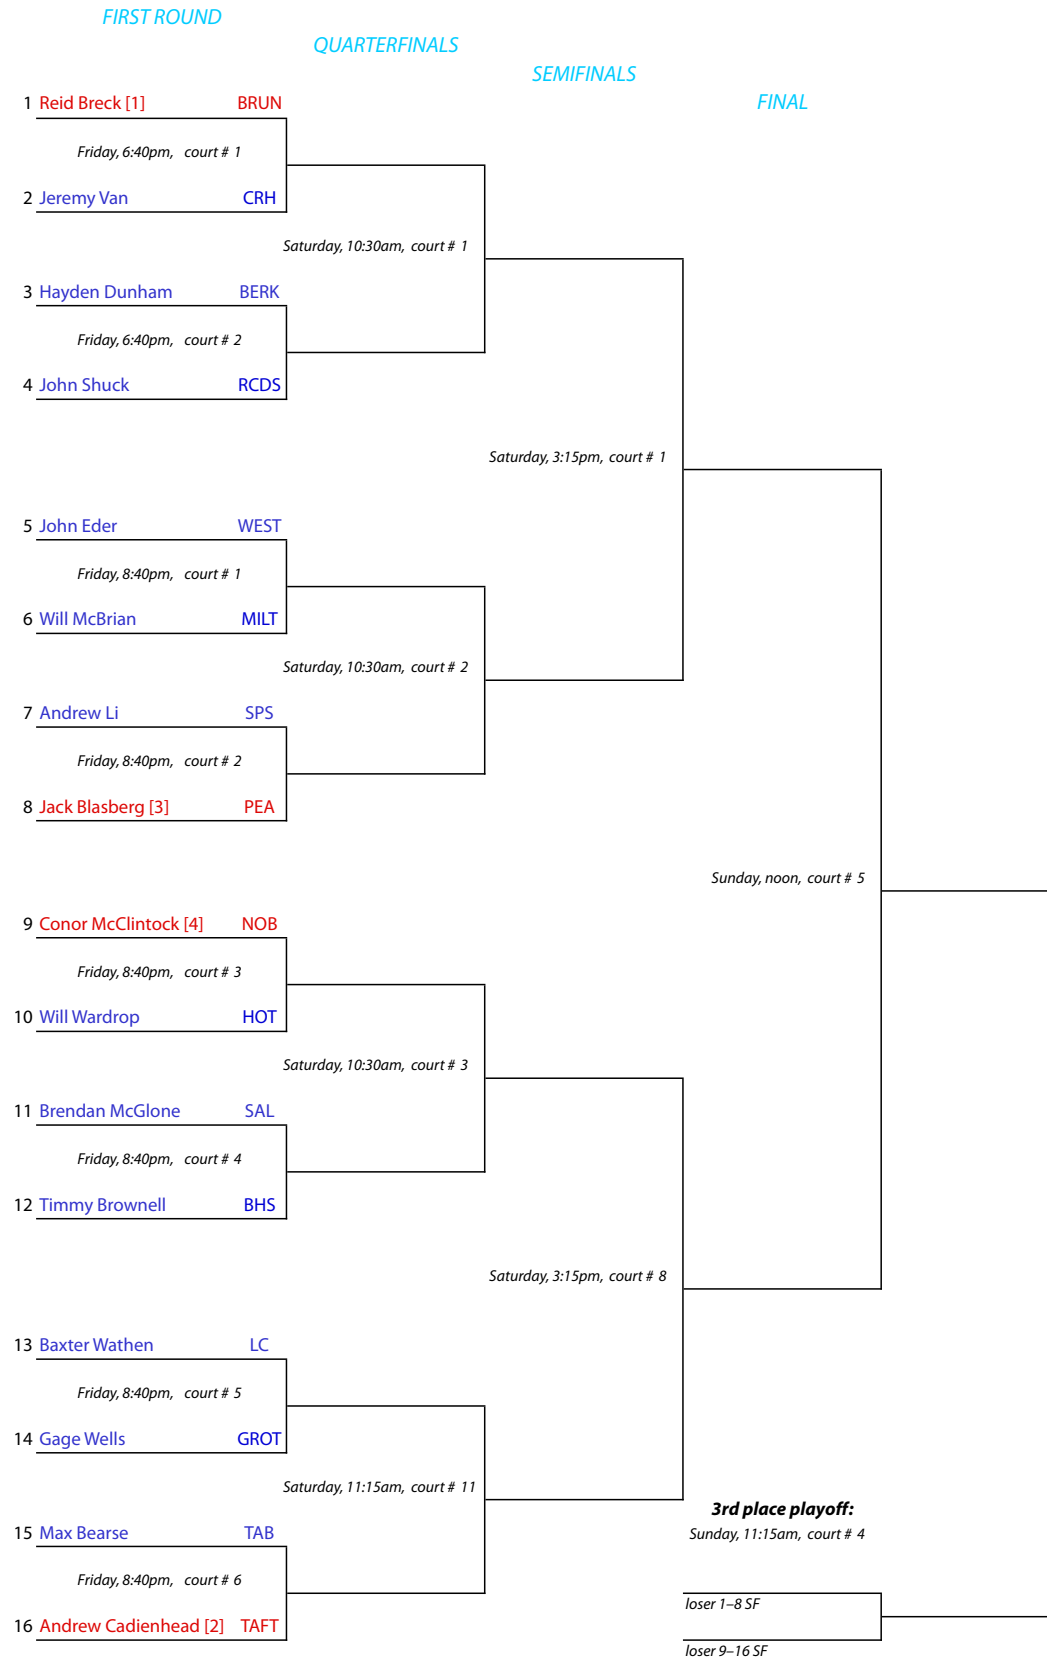 FIRST ROUND
QUARTERFINALS
SEMIFINALS
FINAL
1 Reid Breck [1] BRUN
Friday, 6:40pm, court # 1
2 Jeremy Van CRH
Saturday, 10:30am, court # 1
3 Hayden Dunham BERK
Friday, 6:40pm, court # 2
4 John Shuck RCDS
Saturday, 3:15pm, court # 1
5 John Eder WEST
Friday, 8:40pm, court # 1
6 Will McBrian MILT
Saturday, 10:30am, court # 2
7 Andrew Li SPS
Friday, 8:40pm, court # 2
8 Jack Blasberg [3] PEA
Sunday, noon, court # 5
9 Conor McClintock [4] NOB
Friday, 8:40pm, court # 3
10 Will Wardrop HOT
Saturday, 10:30am, court # 3
11 Brendan McGlone SAL
Friday, 8:40pm, court # 4
12 Timmy Brownell BHS
Saturday, 3:15pm, court # 8
13 Baxter Wathen LC
Friday, 8:40pm, court # 5
14 Gage Wells GROT
Saturday, 11:15am, court # 11
3rd place playoff:
15 Max Bearse TAB
Sunday, 11:15am, court # 4
Friday, 8:40pm, court # 6
loser 1–8 SF
16 Andrew Cadienhead [2] TAFT
loser 9–16 SF